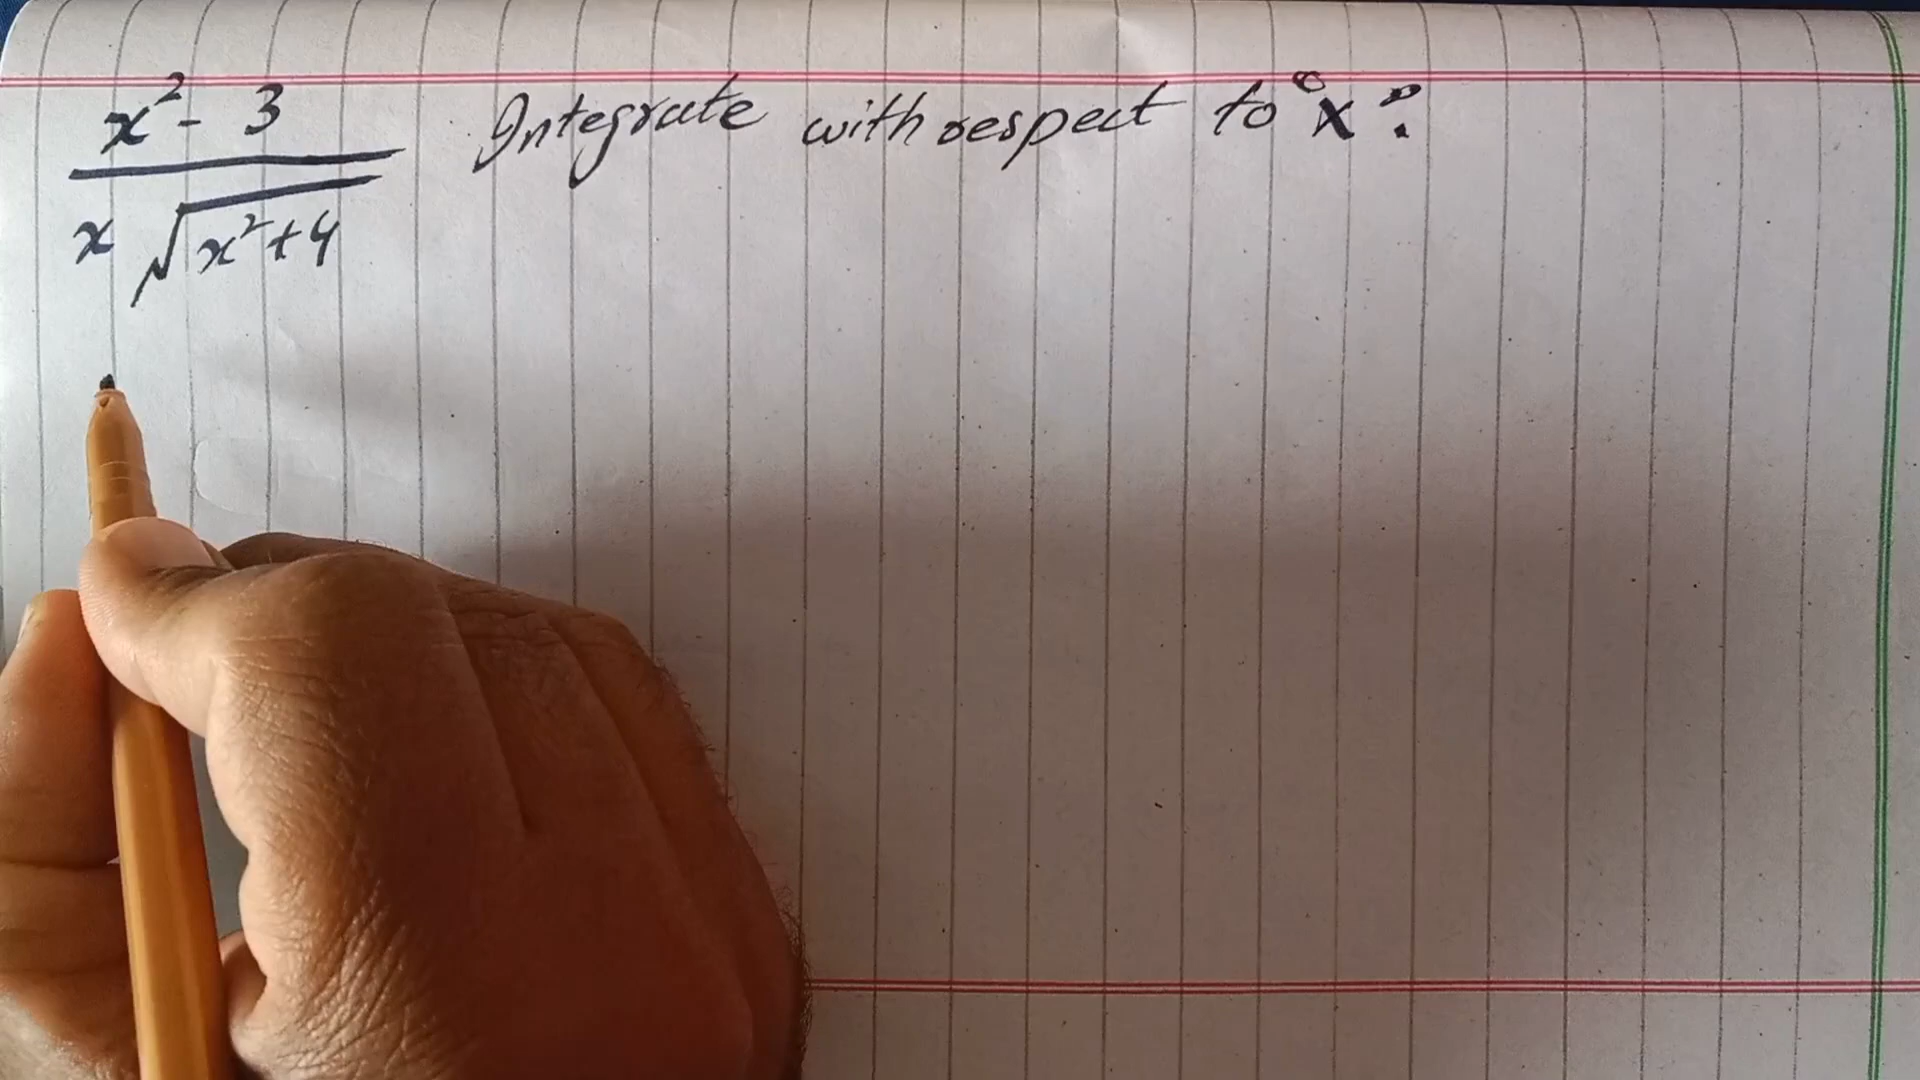 x² - 3 Integrate with respect to "x".
x √x²+4